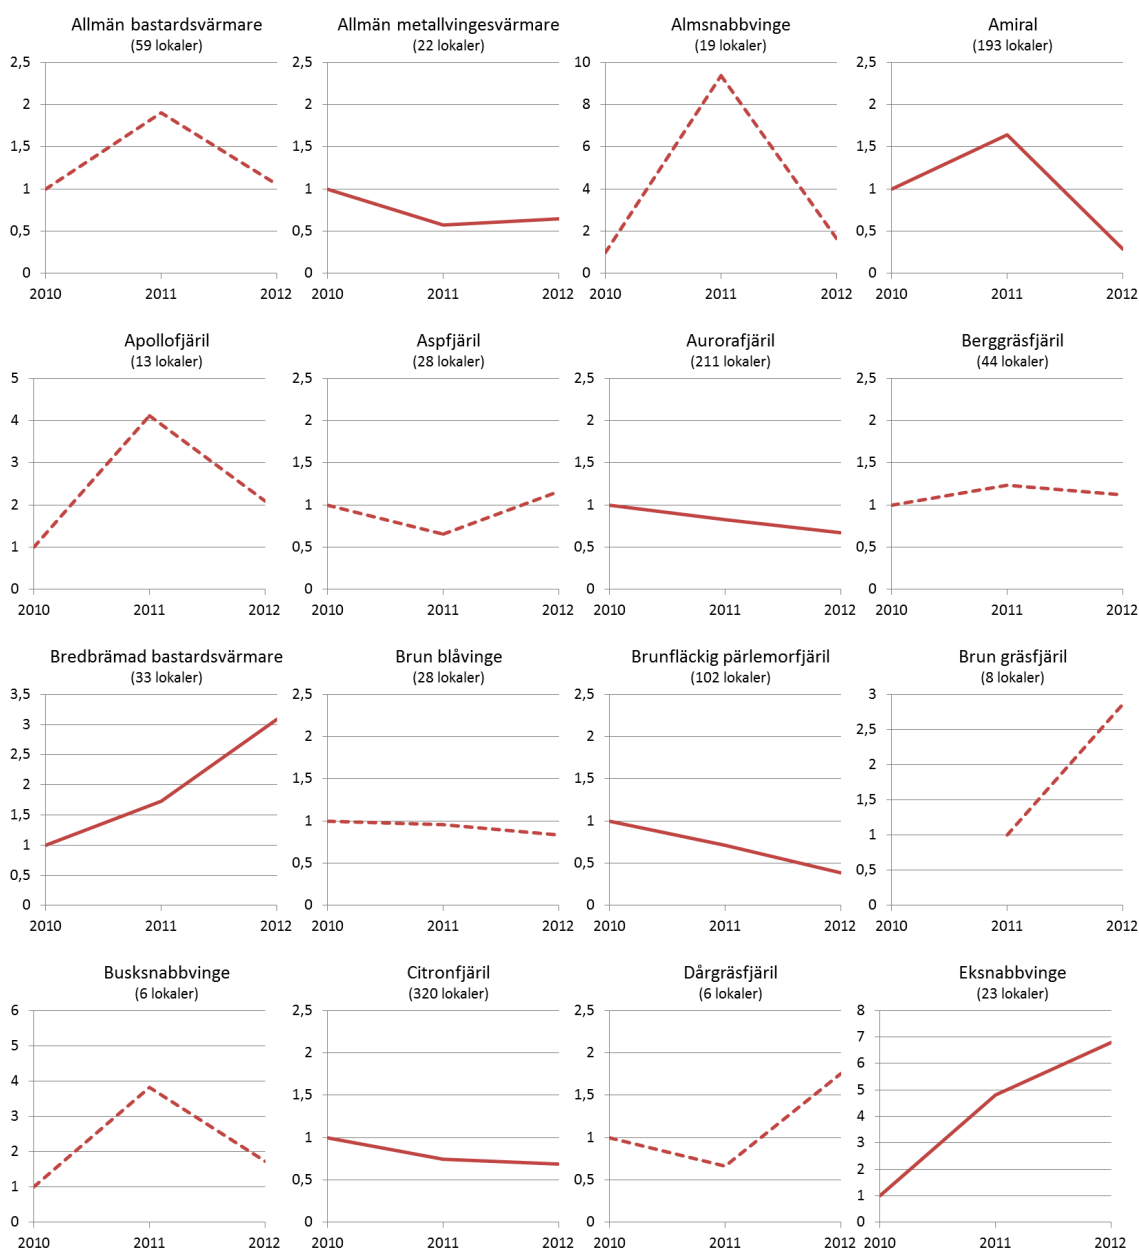 Allmän bastardsvärmare
(59 lokaler)
2,5
2
1,5
1
0,5
0
2010 2011 2012
Allmän metallvingesvärmare
(22 lokaler)
2,5
2
1,5
1
0,5
0
2010 2011 2012
Almsnabbvinge
(19 lokaler)
10
8
6
4
2
0
2010 2011 2012
Amiral
(193 lokaler)
2,5
2
1,5
1
0,5
0
2010 2011 2012
Apollofjäril
(13 lokaler)
5
4
3
2
1
0
2010 2011 2012
Aspfjäril
(28 lokaler)
2,5
2
1,5
1
0,5
0
2010 2011 2012
Aurorafjäril
(211 lokaler)
2,5
2
1,5
1
0,5
0
2010 2011 2012
Berggräsfjäril
(44 lokaler)
2,5
2
1,5
1
0,5
0
2010 2011 2012
Bredbrämad bastardsvärmare
(33 lokaler)
3,5
3
2,5
2
1,5
1
0,5
0
2010 2011 2012
Brun blåvinge
(28 lokaler)
2,5
2
1,5
1
0,5
0
2010 2011 2012
Brunfläckig pärlemorfjäril
(102 lokaler)
2,5
2
1,5
1
0,5
0
2010 2011 2012
Brun gräsfjäril
(8 lokaler)
3
2,5
2
1,5
1
0,5
0
2010 2011 2012
Busksnabbvinge
(6 lokaler)
6
5
4
3
2
1
0
2010 2011 2012
Citronfjäril
(320 lokaler)
2,5
2
1,5
1
0,5
0
2010 2011 2012
Dårgräsfjäril
(6 lokaler)
2,5
2
1,5
1
0,5
0
2010 2011 2012
Eksnabbvinge
(23 lokaler)
8
7
6
5
4
3
2
1
0
2010 2011 2012